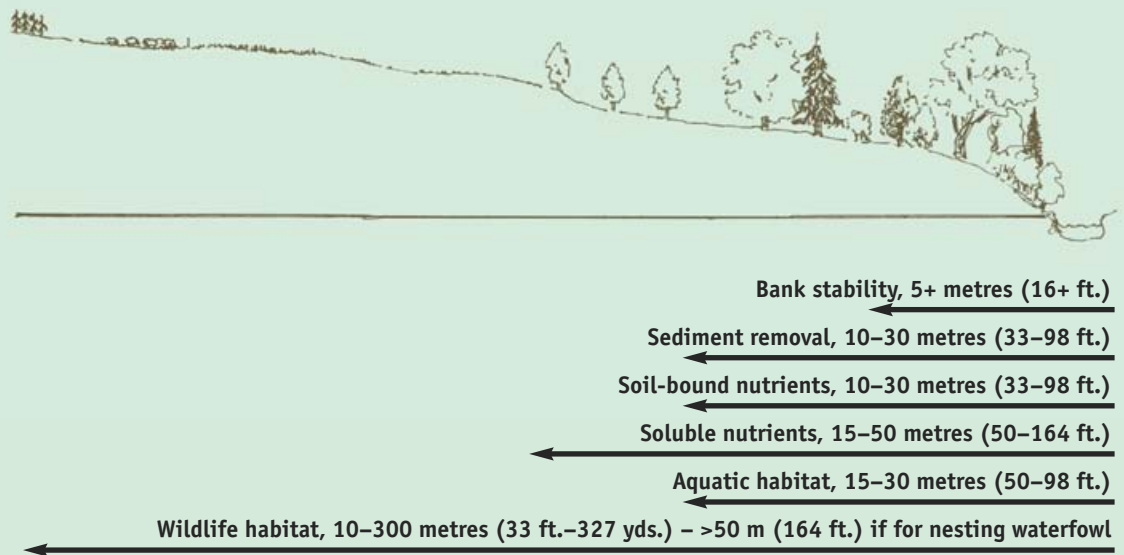 Bank stability, 5+ metres (16+ ft.)
Sediment removal, 10–30 metres (33–98 ft.)
Soil-bound nutrients, 10–30 metres (33–98 ft.)
Soluble nutrients, 15–50 metres (50–164 ft.)
Aquatic habitat, 15–30 metres (50–98 ft.)
Wildlife habitat, 10–300 metres (33 ft.–327 yds.) – >50 m (164 ft.) if for nesting waterfowl